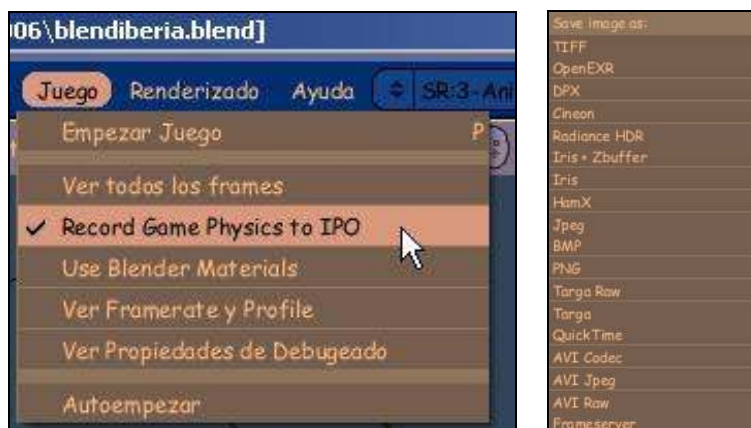 006\blendiberia.blend]
Juego Renderizado Ayuda SR:3-Ani
Empezar Juego P
Ver todos los frames
Record Game Physics to IPO
Use Blender Materials
Ver Framerate y Profile
Ver Propiedades de Debugeado
Autoempezar
Save image as:
TIFF
OpenEXR
DPX
Cineon
Radiance HDR
Iris + Zbuffer
Iris
HamX
Jpeg
BMP
PNG
Targa Raw
Targa
QuickTime
AVI Codec
AVI Jpeg
AVI Raw
Frameserver